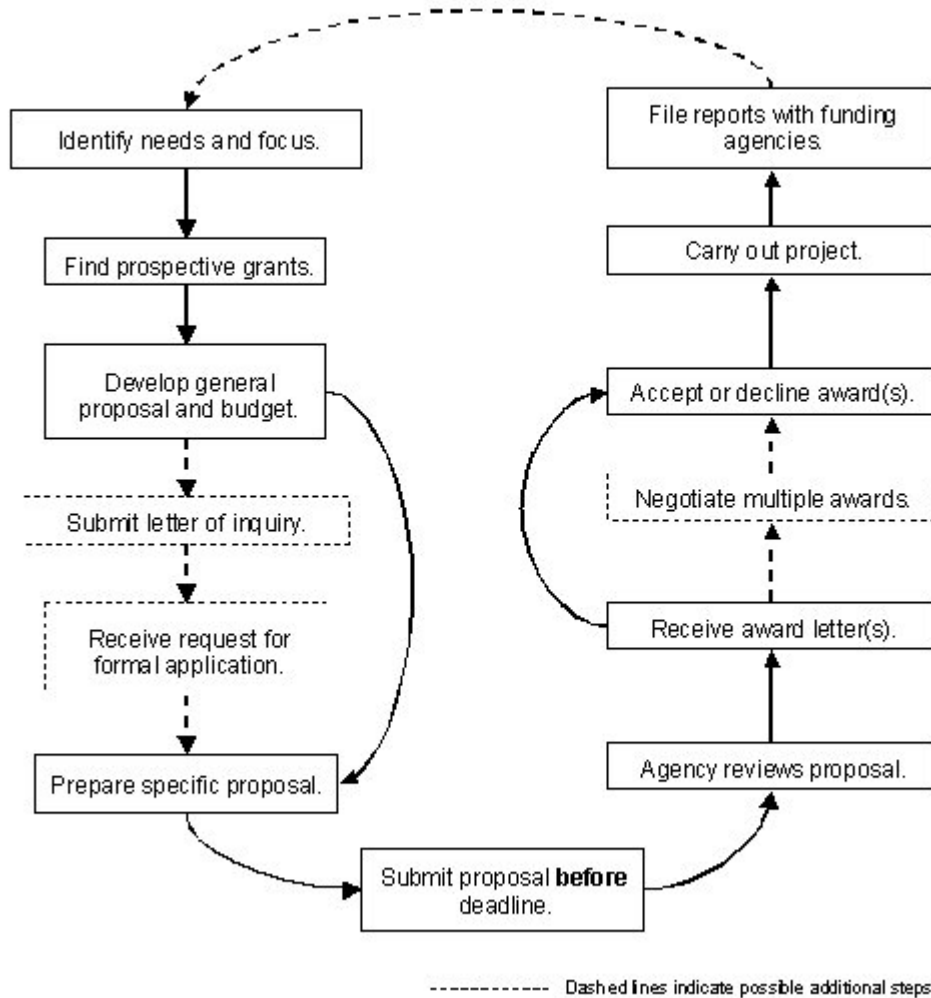 Identify needs and focus.
Find prospective grants.
Develop general
proposal and budget.
Submit letter of inquiry.
Receive request for
formal application.
Prepare specific proposal.
Submit proposal before
deadline.
Agency reviews proposal.
Receive award letter(s).
Negotiate multiple awards.
Accept or decline award(s).
Carry out project.
File reports with funding
agencies.
Dashed lines indicate possible additional steps